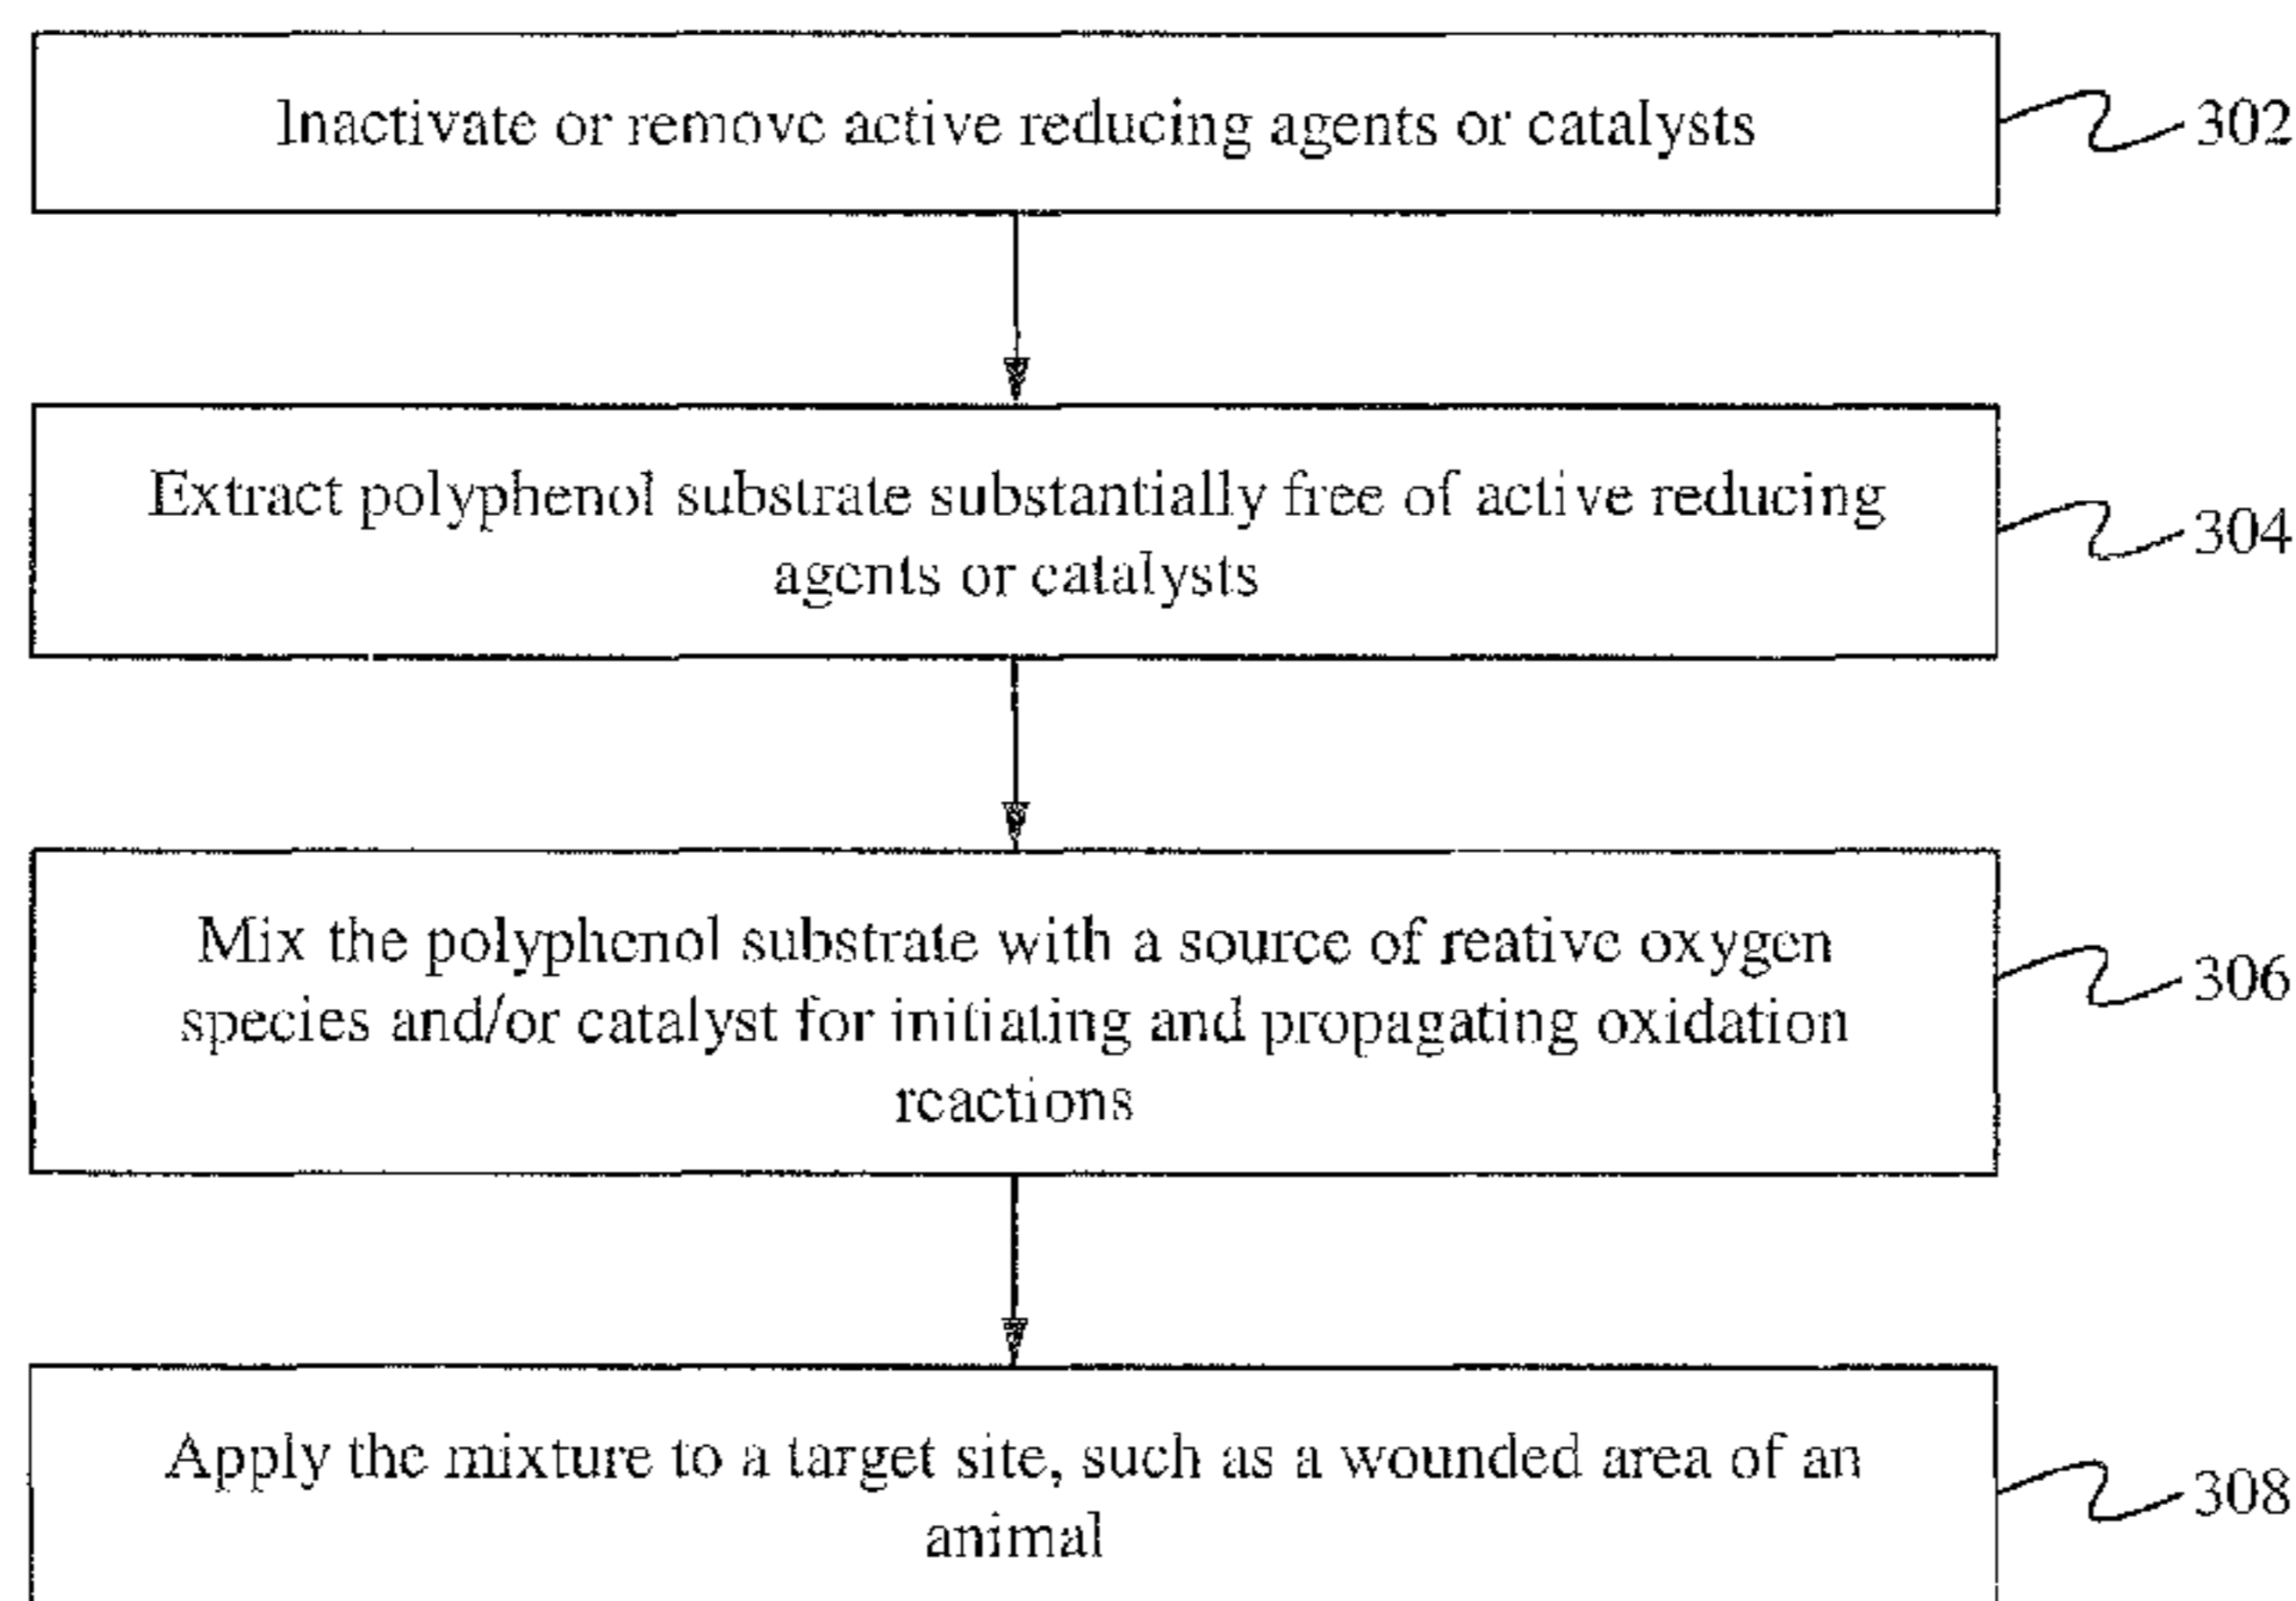 Inactivate or remove active reducing agents or catalysts
302
Extract polyphenol substrate substantially free of active reducing
agents or catalysts
304
Mix the polyphenol substrate with a source of reative oxygen
species and/or catalyst for initiating and propagating oxidation
reactions
306
Apply the mixture to a target site, such as a wounded area of an
animal
308